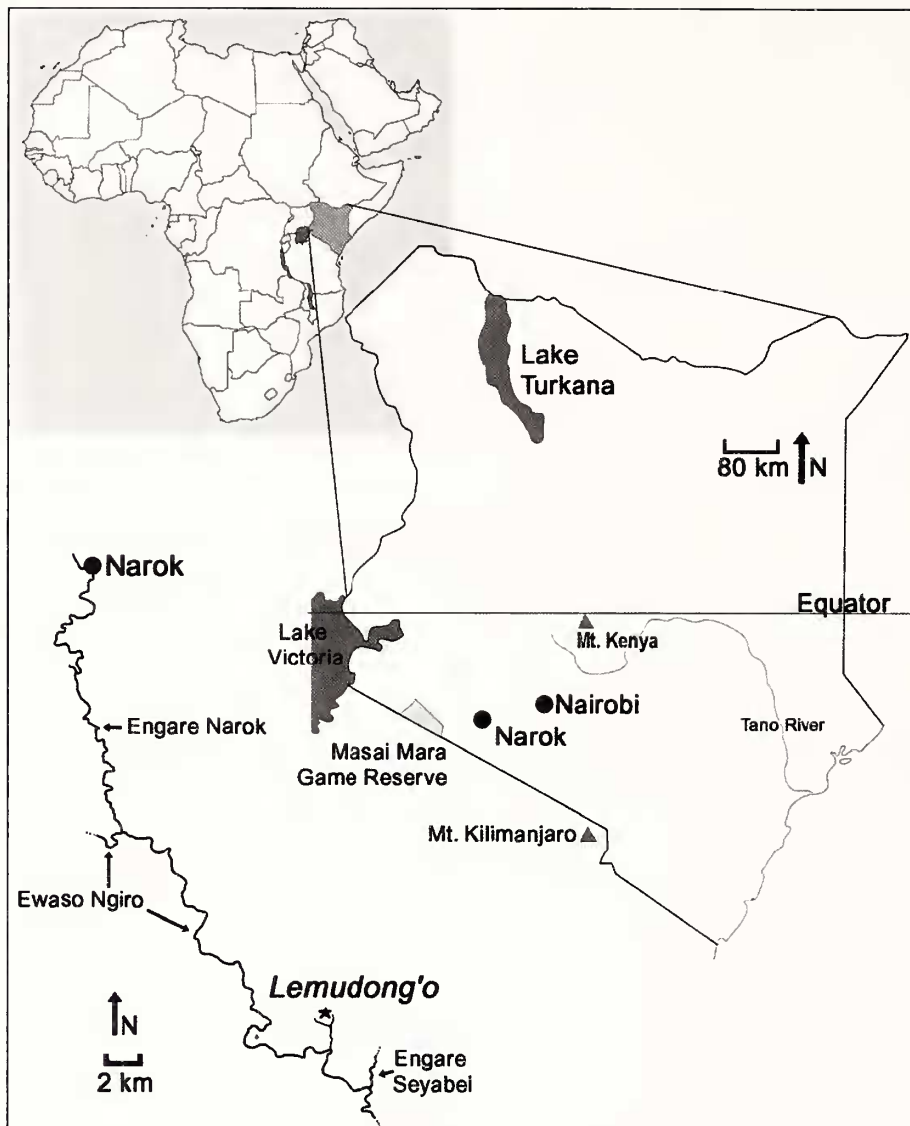 Lake
Turkana
80 km
N
Narok
Equator
Lake
Victoria
Mt. Kenya
Engare Narok
Nairobi
Narok
Tano River
Masai Mara
Game Reserve
Mt. Kilimanjaro
Ewaso Ngiro
Lemudong'o
N
2 km
Engare
Seyabei